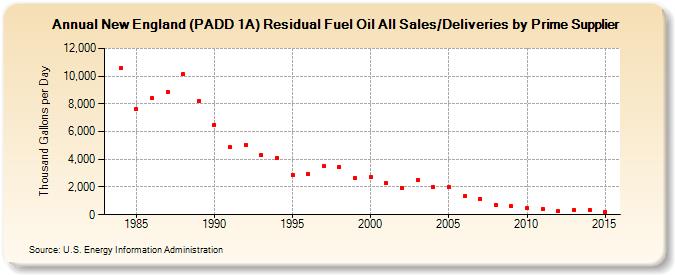 Annual New England (PADD 1A) Residual Fuel Oil All Sales/Deliveries by Prime Supplier
Thousand Gallons per Day
12,000
10,000
8,000
6,000
4,000
2,000
0
1985 1990 1995 2000 2005 2010 2015
Source: U.S. Energy Information Administration